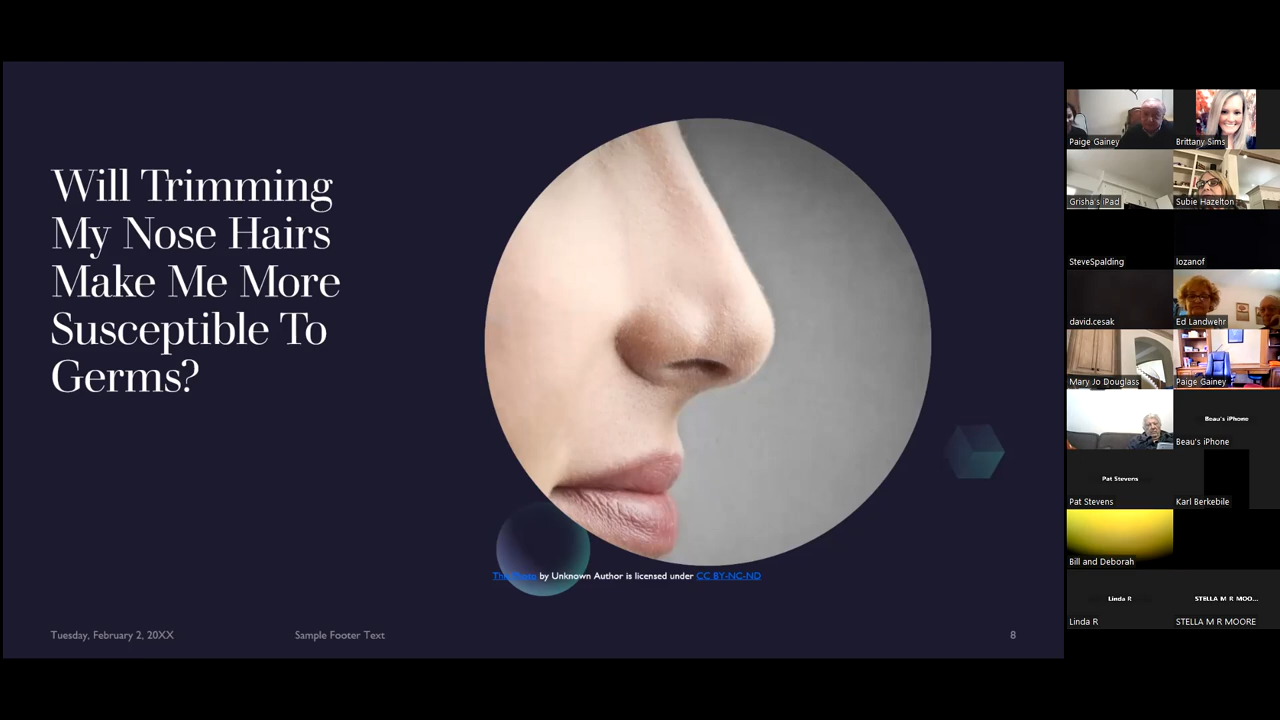 Will Trimming
My Nose Hairs
Make Me More
Susceptible To
Germs?
This Photo by Unknown Author is licensed under CC BY-NC-ND
Tuesday, February 2, 20XX
Sample Footer Text
8
Paige Gainey
Brittany Sims
Grisha's iPad
Subie Hazelton
SteveSpalding
lozanof
david.cesak
Ed Landwehr
Mary Jo Douglass
Paige Gainey
Beau's iPhone
Beau's iPhone
Pat Stevens
Pat Stevens
Karl Berkebile
Bill and Deborah
Linda R
STELLA M R MOO...
Linda R
STELLA M R MOORE